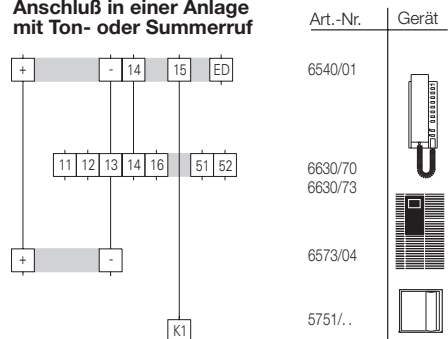 Anschluß in einer Anlage
mit Ton- oder Summerruf
Art.-Nr. Gerät
+ - 14 15 ED
6540/01
11 12 13 14 16 51 52
6630/70
6630/73
+ -
6573/04
K1
5751/. .